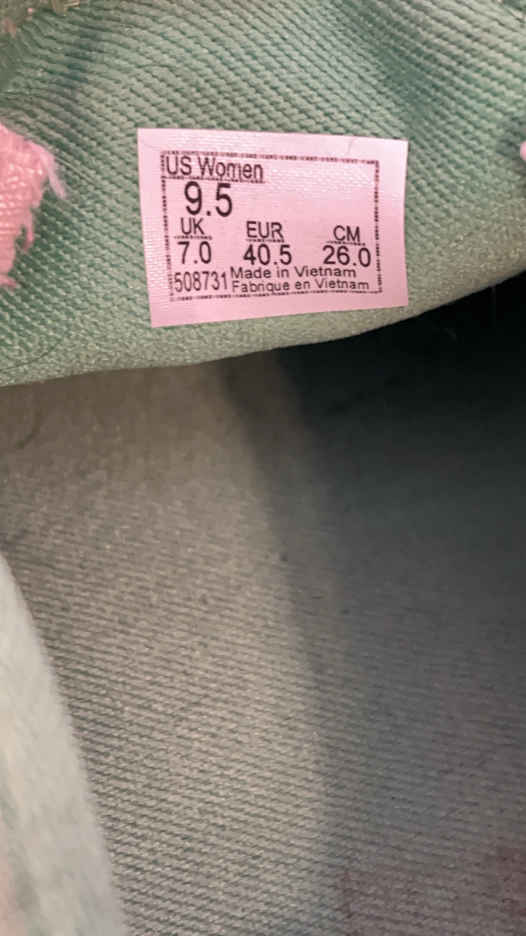 US Women
9.5
UK EUR CM
7.0 40.5 26.0
508731 Made in Vietnam
Fabrique en Vietnam